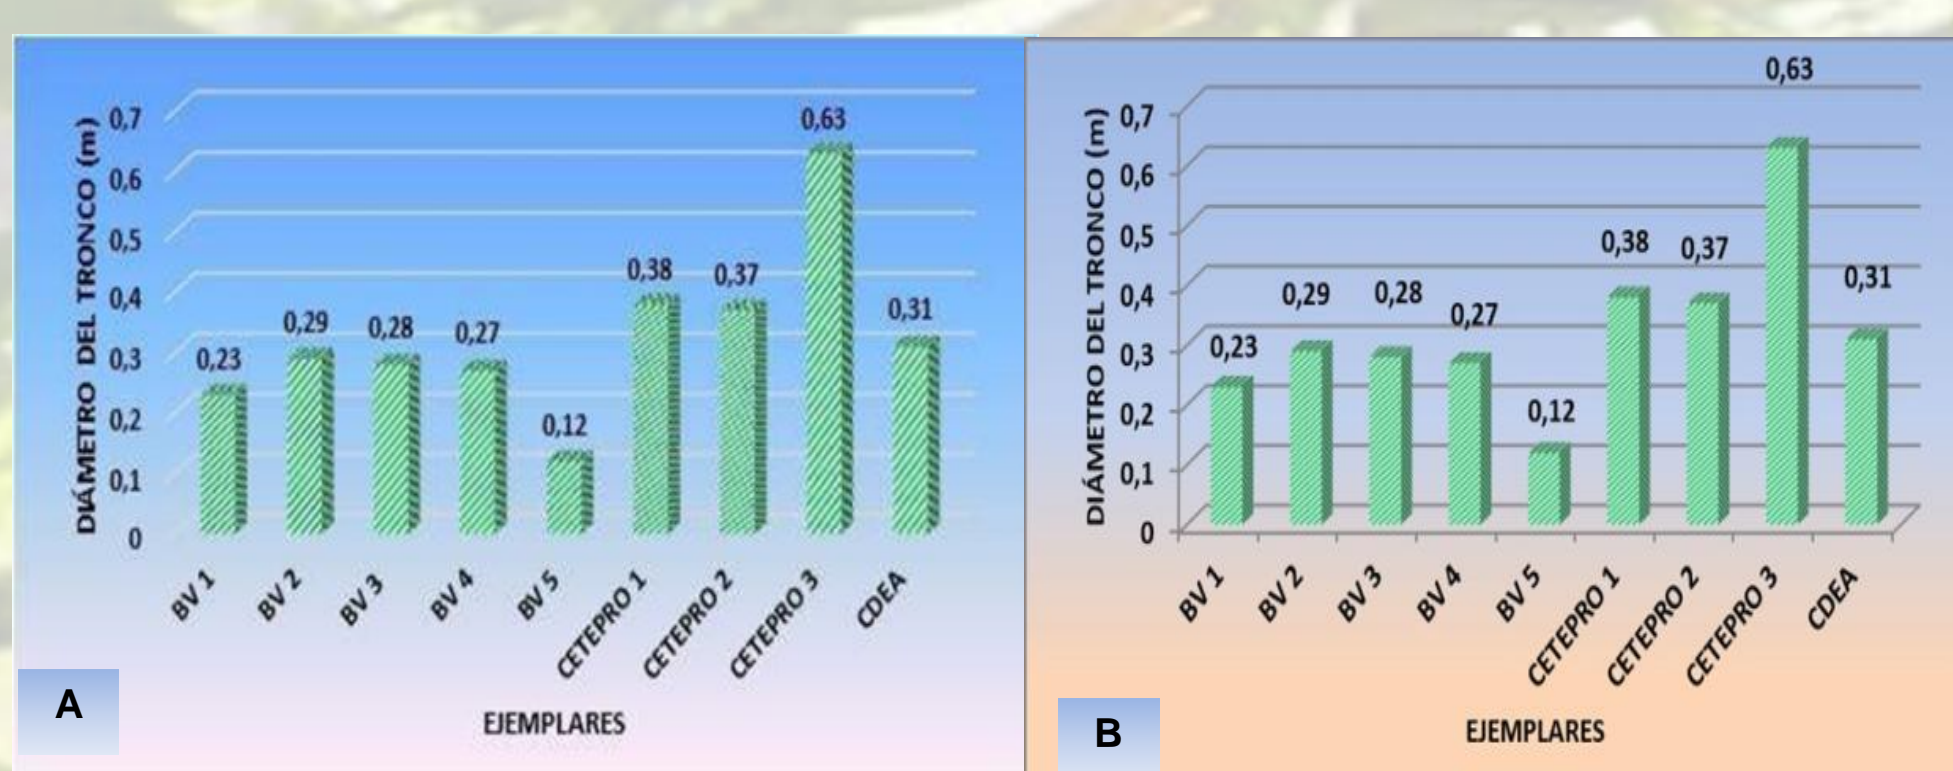 DIÁMETRO DEL TRONCO (m)
0,7
0,6
0,5
0,4
0,3
0,2
0,1
0
0,23
0,29
0,28
0,27
0,12
0,38
0,37
0,63
0,31
BV 1
BV 2
BV 3
BV 4
BV 5
CETEPRO 1
CETEPRO 2
CETEPRO 3
CDEA
EJEMPLARES
A
DIÁMETRO DEL TRONCO (m)
0,7
0,6
0,5
0,4
0,3
0,2
0,1
0
0,23
0,29
0,28
0,27
0,12
0,38
0,37
0,63
0,31
BV 1
BV 2
BV 3
BV 4
BV 5
CETEPRO 1
CETEPRO 2
CETEPRO 3
CDEA
EJEMPLARES
B